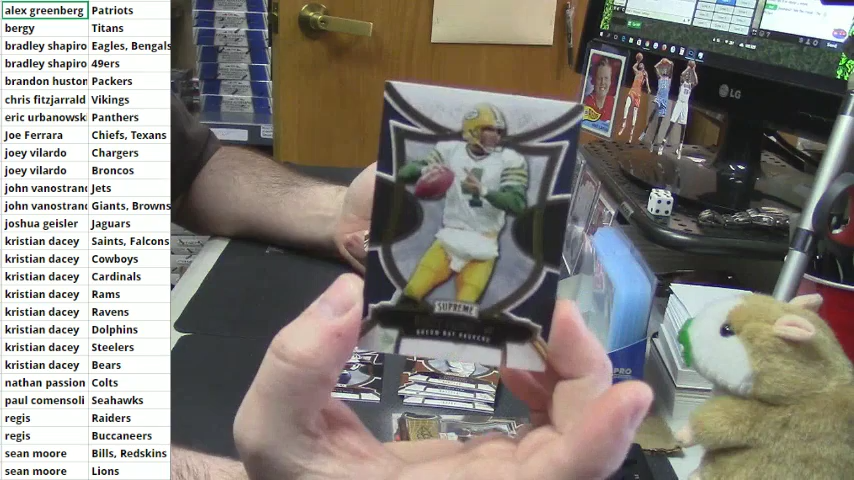 alex greenberg Patriots
bergy Titans
bradley shapiro Eagles, Bengals
bradley shapiro 49ers
brandon huston Packers
chris fitzjarrald Vikings
eric urbanowsk Panthers
Joe Ferrara Chiefs, Texans
joey vilardo Chargers
joey vilardo Broncos
john vanostrand Jets
john vanostrand Giants, Browns
joshua geisler Jaguars
kristian dacey Saints, Falcons
kristian dacey Cowboys
kristian dacey Cardinals
kristian dacey Rams
kristian dacey Ravens
kristian dacey Dolphins
kristian dacey Steelers
kristian dacey Bears
nathan passion Colts
paul comensoli Seahawks
regis Raiders
regis Buccaneers
sean moore Bills, Redskins
sean moore Lions
SUPREME
GREEN BAY PACKERS
LG
PRO